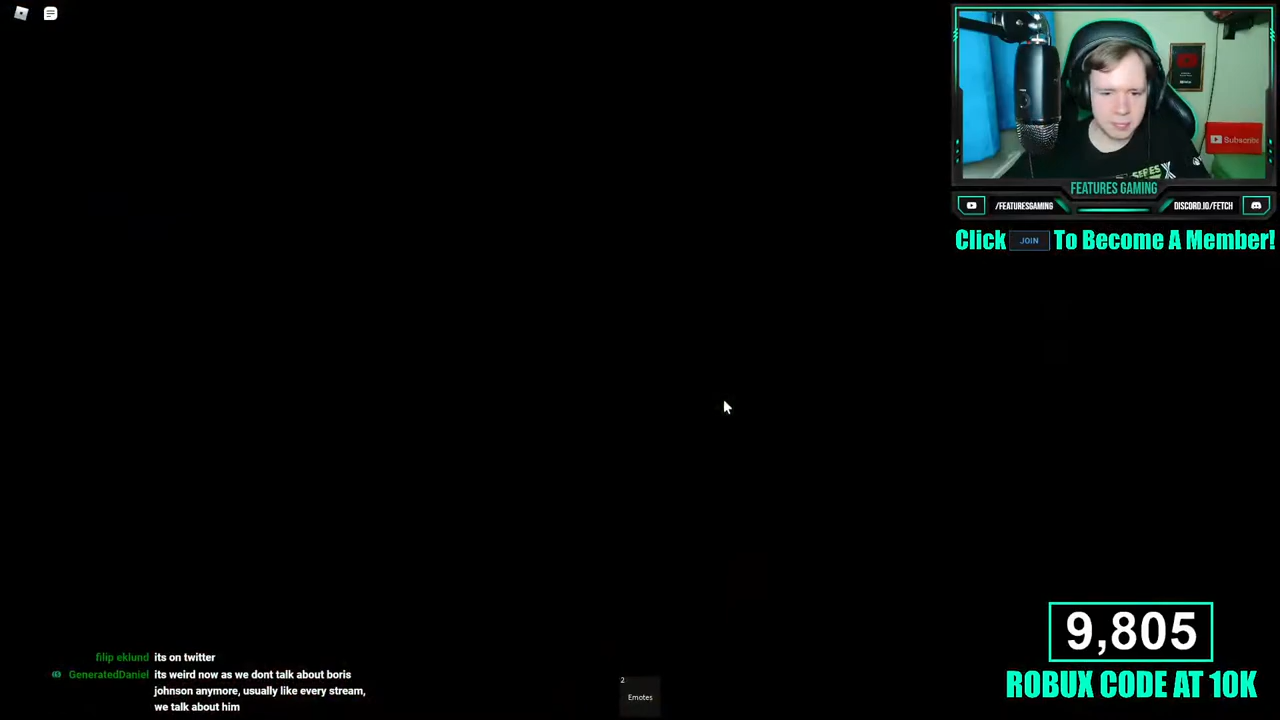 Subscribe
FEATURES GAMING
/FEATURESGAMING
DISCORD.IO/FETCH
Click JOIN To Become A Member!
9,805
ROBUX CODE AT 10K
filip eklund its on twitter
GeneratedDaniel its weird now as we dont talk about boris
johnson anymore, usually like every stream,
we talk about him
2
Emotes